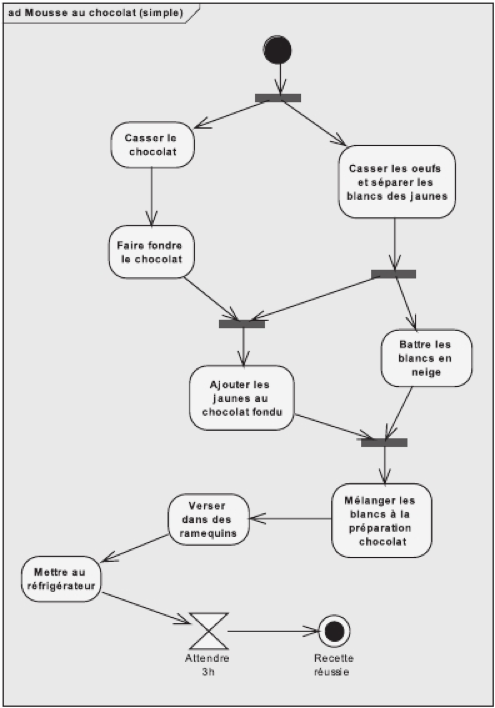 ad Mousse au chocolat (simple)
Casser le
chocolat
Casser les oeufs
et séparer les
blancs des jaunes
Faire fondre
le chocolat
Battre les
blancs en
neige
Ajouter les
jaunes au
chocolat fondu
Mélanger les
blancs à la
préparation
chocolat
Verser
dans des
ramequins
Mettre au
réfrigérateur
Attendre
3h
Recette
réussie